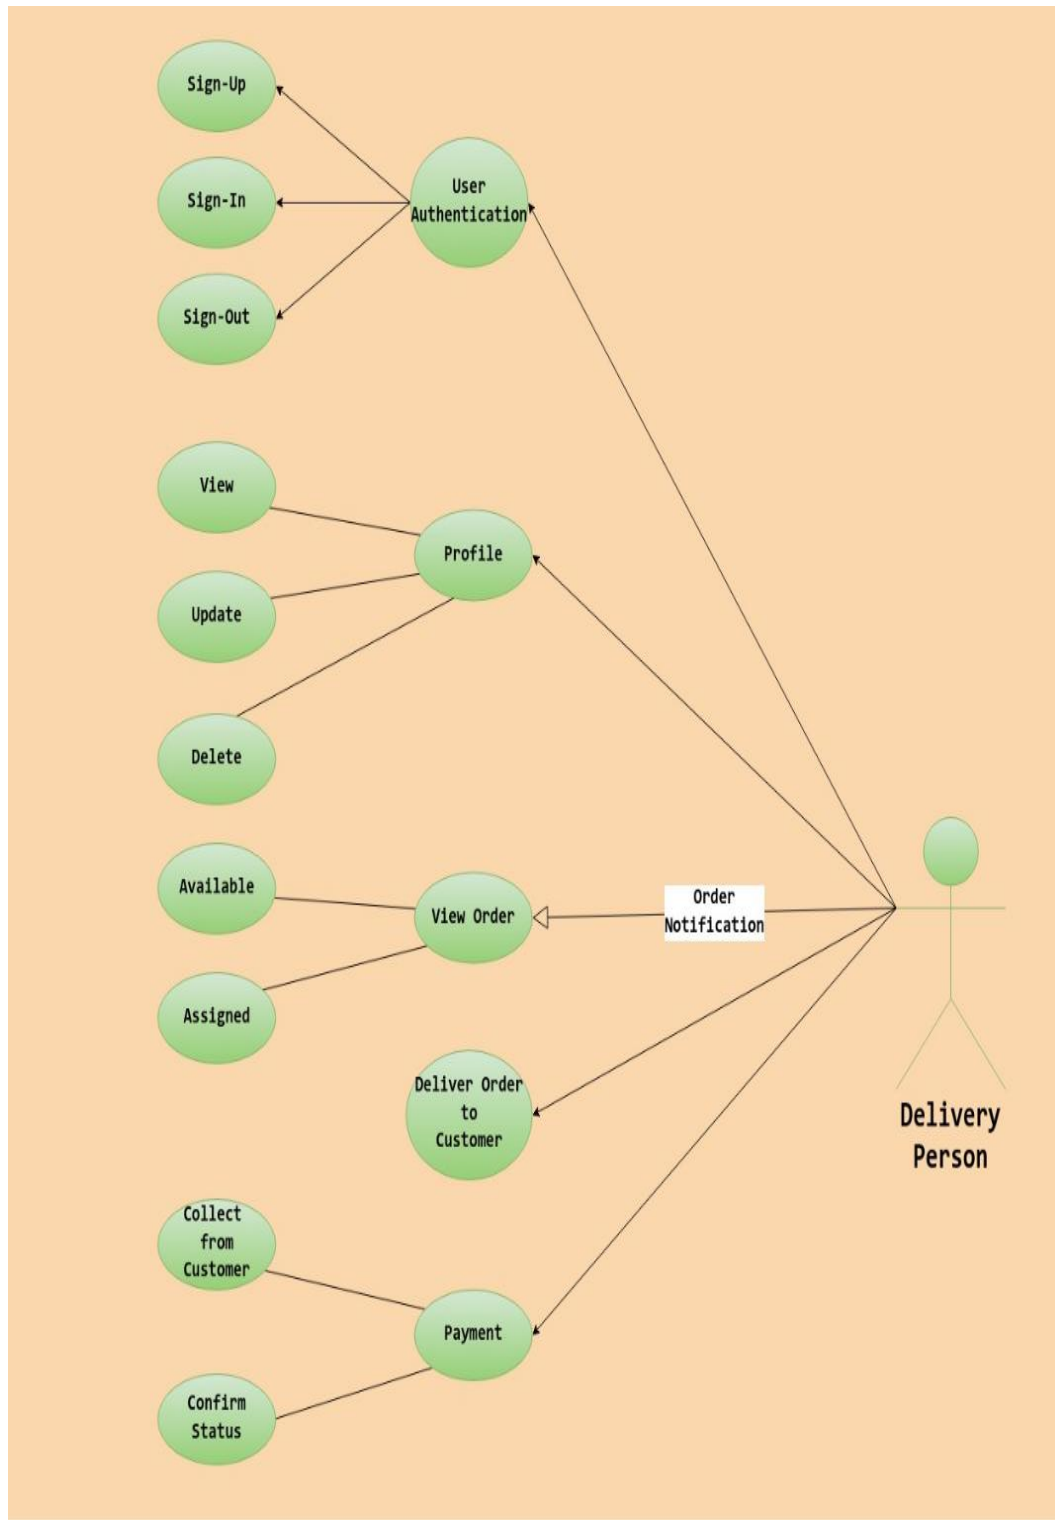 Sign-Up
User
Authentication
Sign-In
Sign-Out
View
Profile
Update
Delete
Available
View Order
Order
Notification
Assigned
Deliver Order
to
Customer
Delivery
Person
Collect
from
Customer
Payment
Confirm
Status